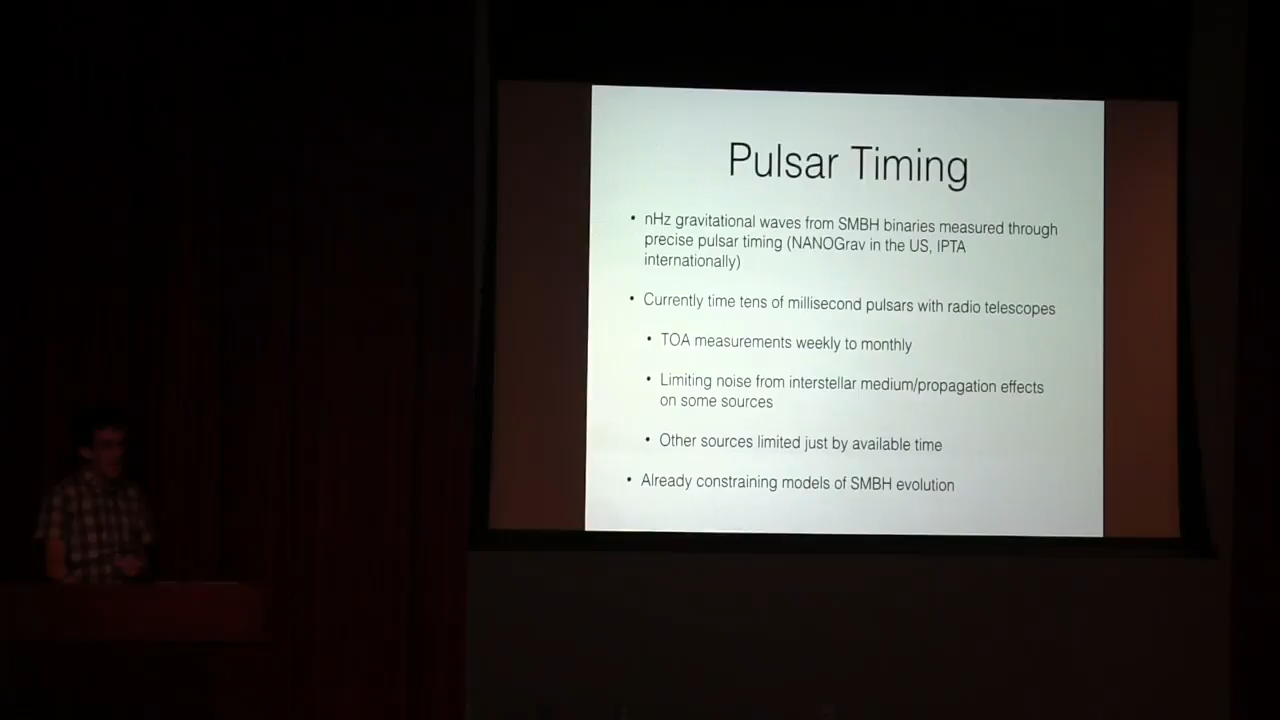 Pulsar Timing
• nHz gravitational waves from SMBH binaries measured through
precise pulsar timing (NANOGrav in the US, IPTA
internationally)
• Currently time tens of millisecond pulsars with radio telescopes
• TOA measurements weekly to monthly
• Limiting noise from interstellar medium/propagation effects
on some sources
• Other sources limited just by available time
• Already constraining models of SMBH evolution